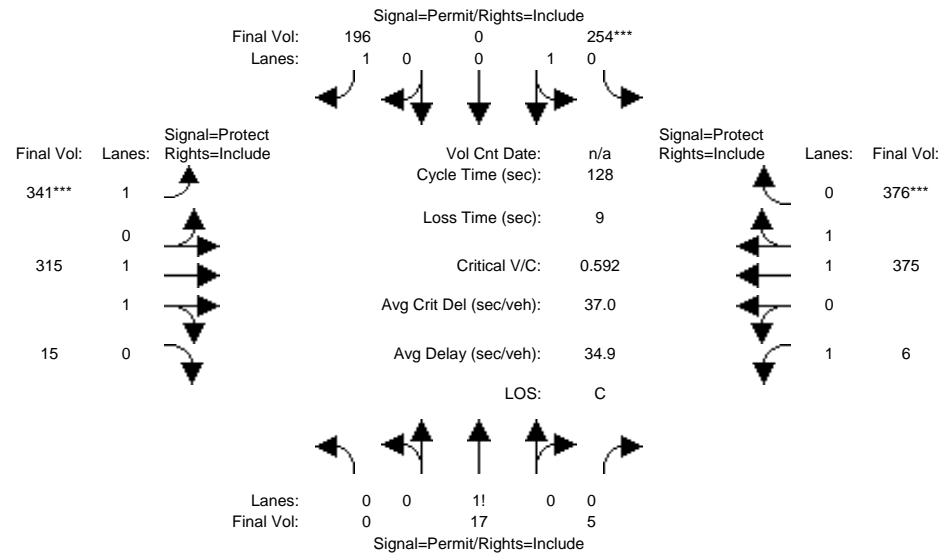 Signal=Permit/Rights=Include
Final Vol: 196 0 254***
Lanes: 1 0 0 1 0
Signal=Protect Signal=Protect
Final Vol: Lanes: Rights=Include Vol Cnt Date: n/a Rights=Include Lanes: Final Vol:
Cycle Time (sec): 128
341*** 1 0 376***
Loss Time (sec): 9
0 1
315 1 Critical V/C: 0.592 1 375
1 Avg Crit Del (sec/veh): 37.0 0
15 0 Avg Delay (sec/veh): 34.9 1 6
LOS: C
Lanes: 0 0 1! 0 0
Final Vol: 0 17 5
Signal=Permit/Rights=Include